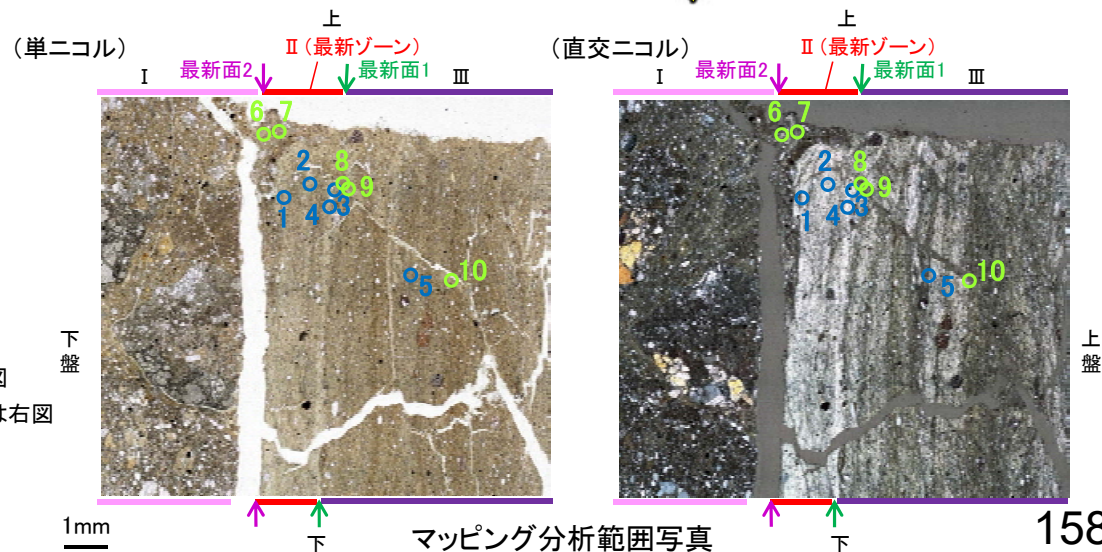 上
(単ニコル)
Ⅱ(最新ゾーン)
Ⅰ 最新面2 最新面1 Ⅲ
6 7
2 8
1 4 3 9
5 10
下
盤
図
は右図
1mm
下
上
(直交ニコル)
Ⅱ(最新ゾーン)
Ⅰ 最新面2 最新面1 Ⅲ
6 7
2 8
1 4 3 9
5 10
上
盤
下
マッピング分析範囲写真
158